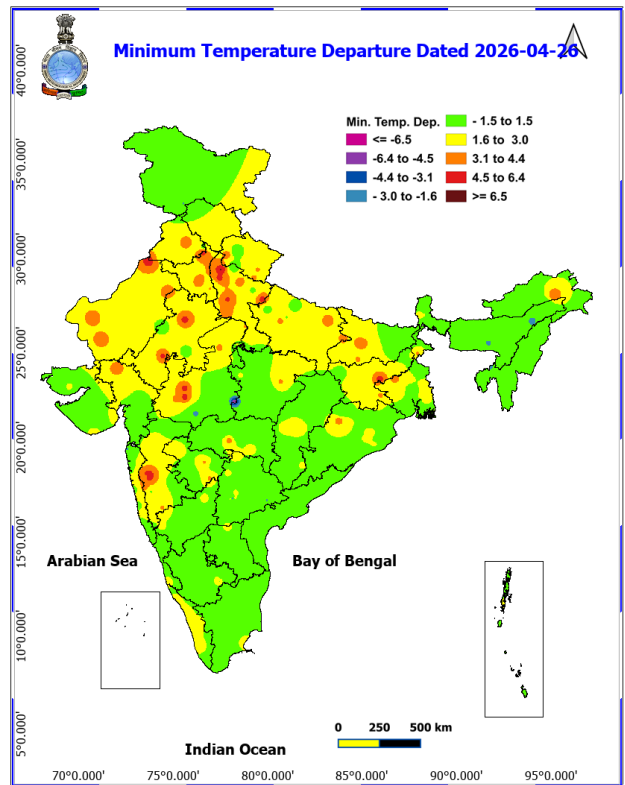 Minimum Temperature Departure Dated 2026-04-26
Min. Temp. Dep.
<= -6.5
-6.4 to -4.5
-4.4 to -3.1
- 3.0 to -1.6
- 1.5 to 1.5
1.6 to 3.0
3.1 to 4.4
4.5 to 6.4
>= 6.5
40°0.000'
35°0.000'
30°0.000'
25°0.000'
20°0.000'
15°0.000'
10°0.000'
5°0.000'
Arabian Sea
Bay of Bengal
Indian Ocean
0 250 500 km
70°0.000' 75°0.000' 80°0.000' 85°0.000' 90°0.000' 95°0.000'